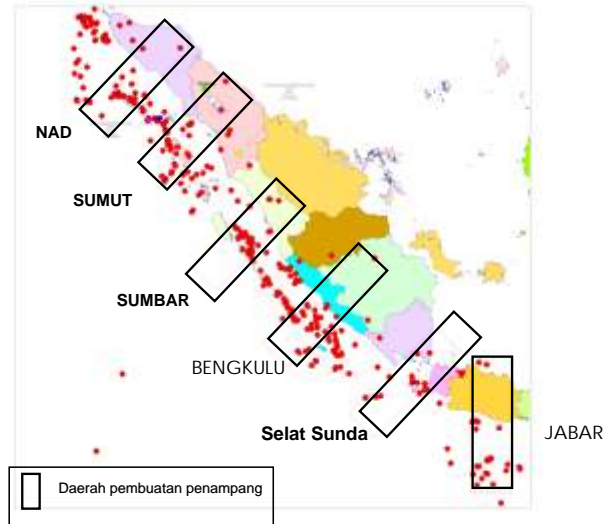 NAD
SUMUT
SUMBAR
BENGKULU
Selat Sunda
JABAR
Daerah pembuatan penampang